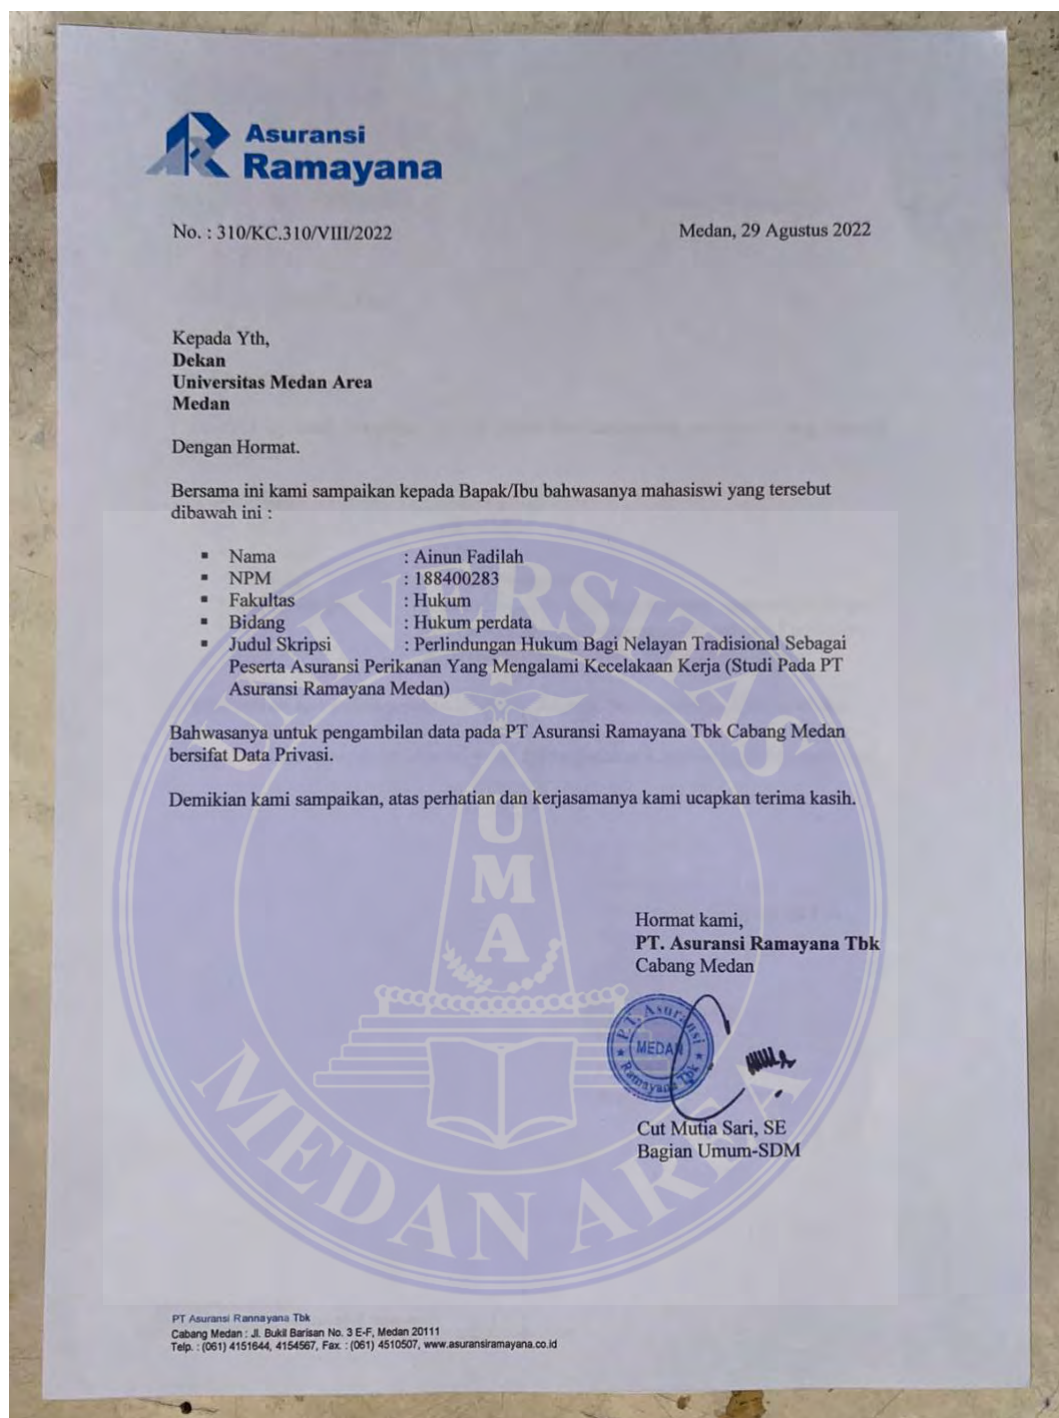 Asuransi
Ramayana
No. : 310/KC.310/VIII/2022
Medan, 29 Agustus 2022
Kepada Yth,
Dekan
Universitas Medan Area
Medan
Dengan Hormat.
Bersama ini kami sampaikan kepada Bapak/Ibu bahwasanya mahasiswi yang tersebut
dibawah ini :
▪ Nama : Ainun Fadilah
▪ NPM : 188400283
▪ Fakultas : Hukum
▪ Bidang : Hukum perdata
▪ Judul Skripsi : Perlindungan Hukum Bagi Nelayan Tradisional Sebagai
Peserta Asuransi Perikanan Yang Mengalami Kecelakaan Kerja (Studi Pada PT
Asuransi Ramayana Medan)
Bahwasanya untuk pengambilan data pada PT Asuransi Ramayana Tbk Cabang Medan
bersifat Data Privasi.
Demikian kami sampaikan, atas perhatian dan kerjasamanya kami ucapkan terima kasih.
UNIVERSITAS
UMA
MEDAN AREA
Hormat kami,
PT. Asuransi Ramayana Tbk
Cabang Medan
P.T. Asuransi
MEDAN
Ramayana Tbk
Cut Mutia Sari, SE
Bagian Umum-SDM
PT Asuransi Rannayana Tbk
Cabang Medan : Jl. Bukil Barisan No. 3 E-F, Medan 20111
Telp. : (061) 4151644, 4154567, Fax. : (061) 4510507, www.asuransiramayana.co.id